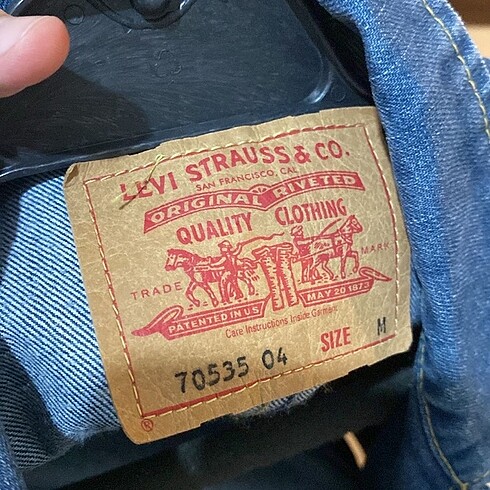 LEVI STRAUSS & CO.
SAN FRANCISCO, CAL
ORIGINAL RIVETED
QUALITY CLOTHING
TRADE MARK
PATENTED IN US MAY 20 1873
Care Instructions Inside Garment
70535 04 SIZE M
®